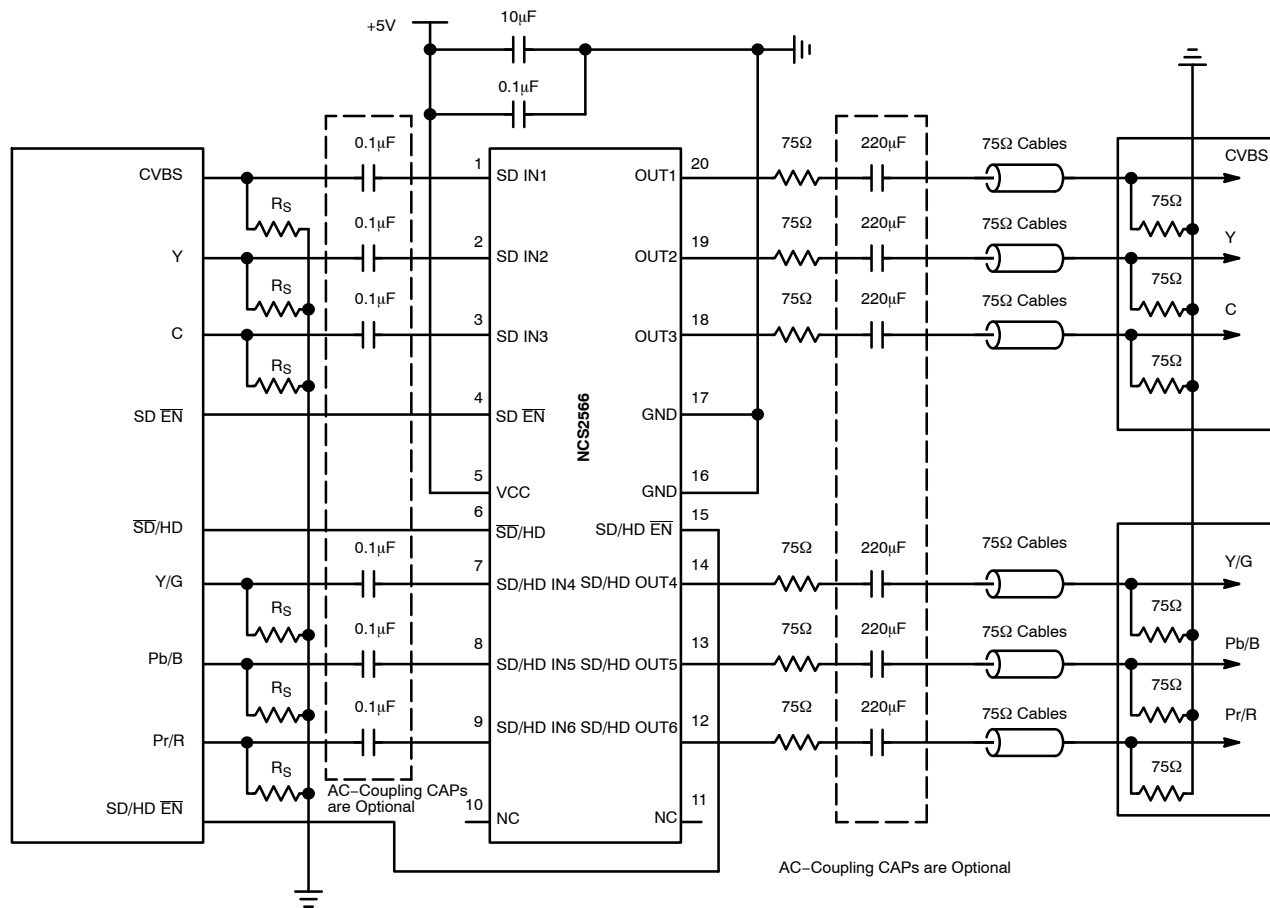 +5V
10µF
0.1µF
CVBS
RS
0.1µF
1
SD IN1
Y
RS
0.1µF
2
SD IN2
C
RS
0.1µF
3
SD IN3
SD E̅N̅
4
SD E̅N̅
5
VCC
S̅D̅/HD
6
S̅D̅/HD
Y/G
RS
0.1µF
7
SD/HD IN4
Pb/B
RS
0.1µF
8
SD/HD IN5
Pr/R
RS
0.1µF
9
SD/HD IN6
SD/HD E̅N̅
AC−Coupling CAPs
are Optional
10
NC
NCS2566
OUT1
20
75Ω
220µF
75Ω Cables
75Ω
CVBS
OUT2
19
75Ω
220µF
75Ω Cables
75Ω
Y
OUT3
18
75Ω
220µF
75Ω Cables
75Ω
C
GND
17
GND
16
SD/HD E̅N̅
15
SD/HD OUT4
14
75Ω
220µF
75Ω Cables
75Ω
Y/G
SD/HD OUT5
13
75Ω
220µF
75Ω Cables
75Ω
Pb/B
SD/HD OUT6
12
75Ω
220µF
75Ω Cables
75Ω
Pr/R
NC
11
AC−Coupling CAPs are Optional